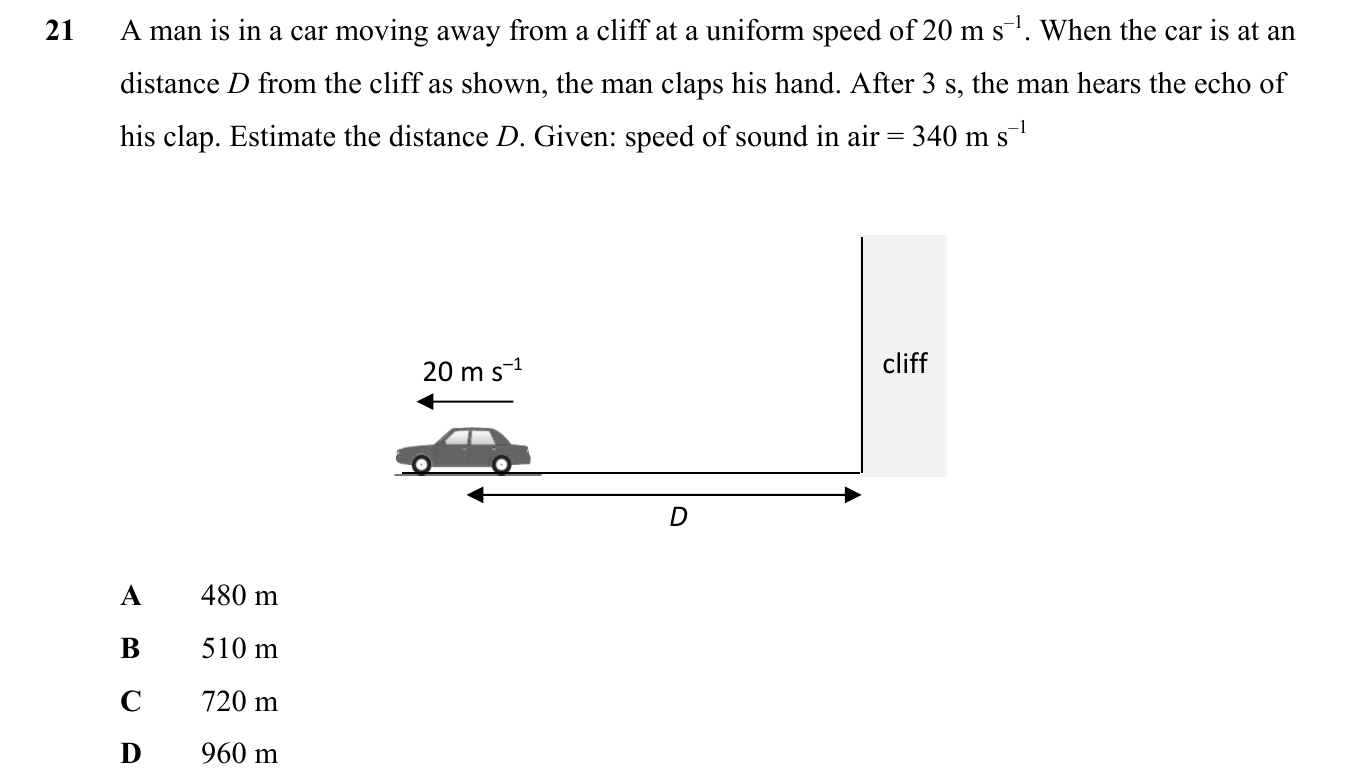 21 A man is in a car moving away from a cliff at a uniform speed of 20 m s⁻¹. When the car is at an
distance D from the cliff as shown, the man claps his hand. After 3 s, the man hears the echo of
his clap. Estimate the distance D. Given: speed of sound in air = 340 m s⁻¹
20 m s⁻¹
cliff
D
A 480 m
B 510 m
C 720 m
D 960 m